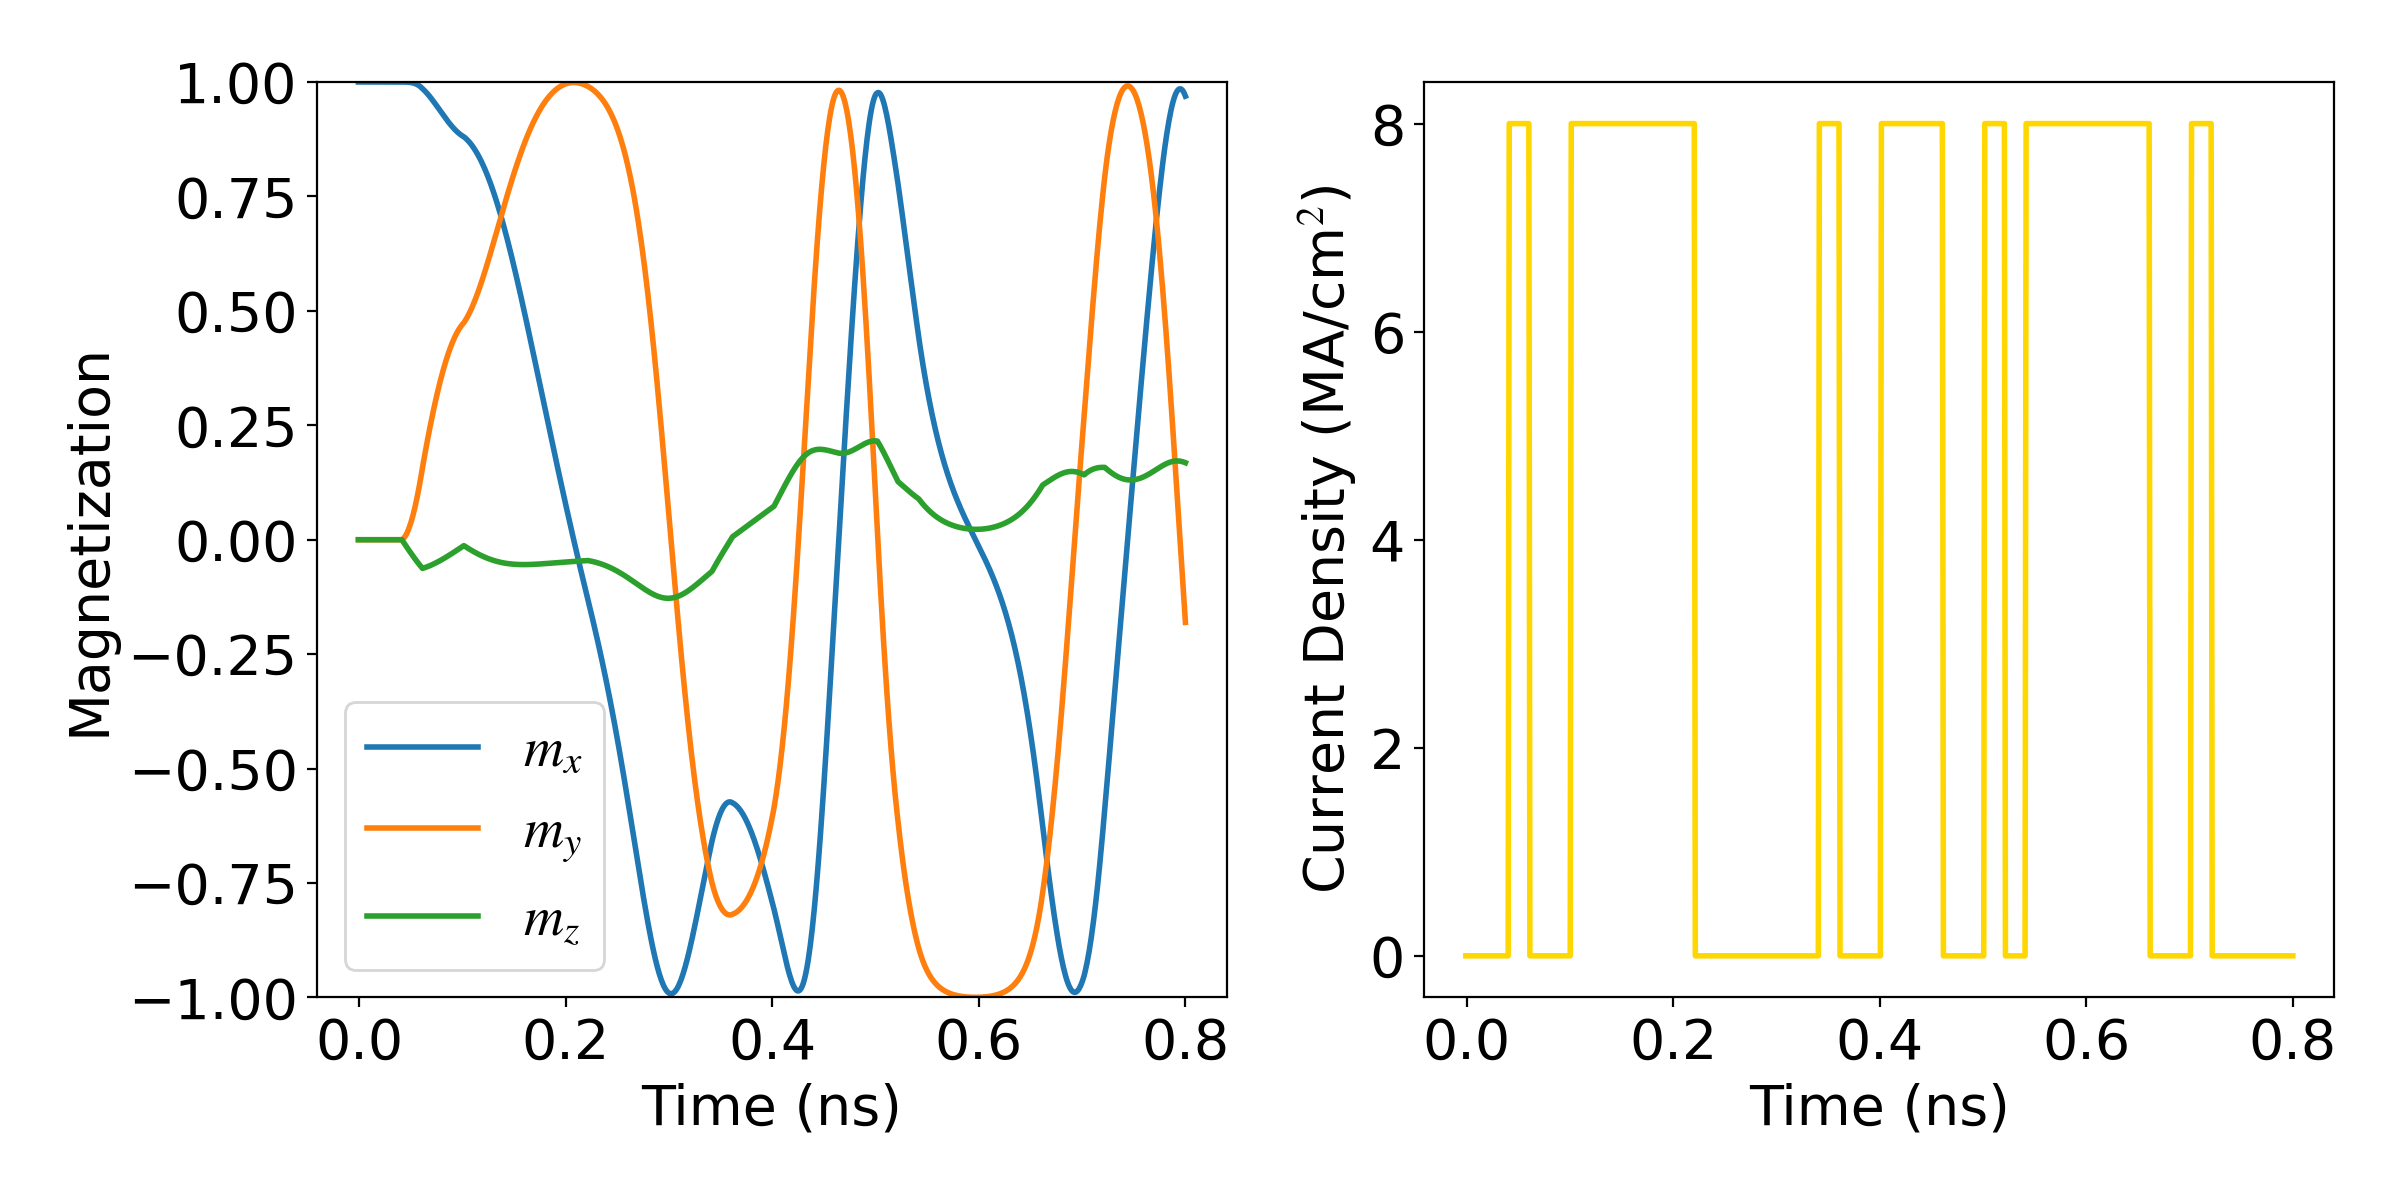 Magnetization
1.00
0.75
0.50
0.25
0.00
−0.25
−0.50
−0.75
−1.00
m_x
m_y
m_z
0.0 0.2 0.4 0.6 0.8
Time (ns)
Current Density (MA/cm²)
8
6
4
2
0
0.0 0.2 0.4 0.6 0.8
Time (ns)